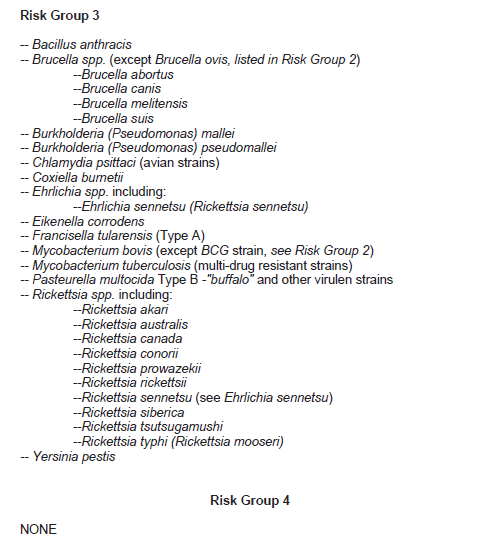 Risk Group 3
-- Bacillus anthracis
-- Brucella spp. (except Brucella ovis, listed in Risk Group 2)
--Brucella abortus
--Brucella canis
--Brucella melitensis
--Brucella suis
-- Burkholderia (Pseudomonas) mallei
-- Burkholderia (Pseudomonas) pseudomallei
-- Chlamydia psittaci (avian strains)
-- Coxiella burnetii
-- Ehrlichia spp. including:
--Ehrlichia sennetsu (Rickettsia sennetsu)
-- Eikenella corrodens
-- Francisella tularensis (Type A)
-- Mycobacterium bovis (except BCG strain, see Risk Group 2)
-- Mycobacterium tuberculosis (multi-drug resistant strains)
-- Pasteurella multocida Type B -"buffalo" and other virulen strains
-- Rickettsia spp. including:
--Rickettsia akari
--Rickettsia australis
--Rickettsia canada
--Rickettsia conorii
--Rickettsia prowazekii
--Rickettsia rickettsii
--Rickettsia sennetsu (see Ehrlichia sennetsu)
--Rickettsia siberica
--Rickettsia tsutsugamushi
--Rickettsia typhi (Rickettsia mooseri)
-- Yersinia pestis
Risk Group 4
NONE